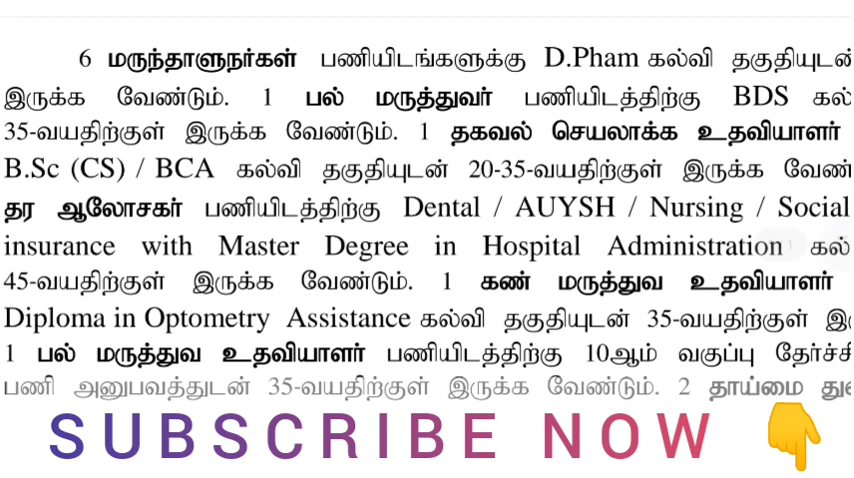 6 மருந்தாளுநர்கள் பணியிடங்களுக்கு D.Pham கல்வி தகுதியுடன்
இருக்க வேண்டும். 1 பல் மருத்துவர் பணியிடத்திற்கு BDS கல்
35-வயதிற்குள் இருக்க வேண்டும். 1 தகவல் செயலாக்க உதவியாளர்
B.Sc (CS) / BCA கல்வி தகுதியுடன் 20-35-வயதிற்குள் இருக்க வேண்
தர ஆலோசகர் பணியிடத்திற்கு Dental / AUYSH / Nursing / Social
insurance with Master Degree in Hospital Administration கல்
45-வயதிற்குள் இருக்க வேண்டும். 1 கண் மருத்துவ உதவியாளர்
Diploma in Optometry Assistance கல்வி தகுதியுடன் 35-வயதிற்குள் இ
1 பல் மருத்துவ உதவியாளர் பணியிடத்திற்கு 10ஆம் வகுப்பு தேர்ச்சி
பணி அனுபவத்துடன் 35-வயதிற்குள் இருக்க வேண்டும். 2 தாய்மை து
SUBSCRIBE NOW